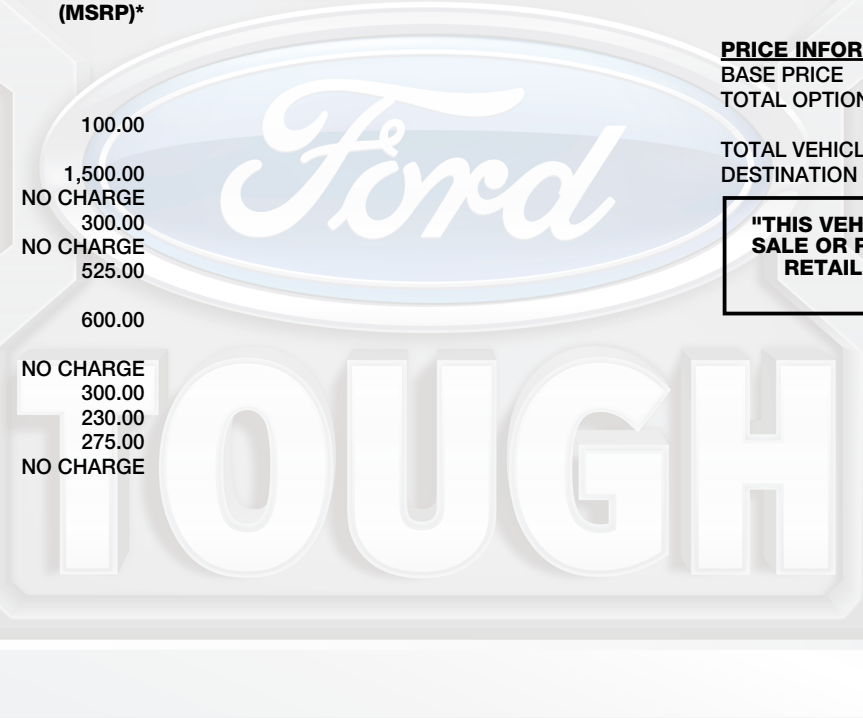 (MSRP)*
100.00
1,500.00
NO CHARGE
300.00
NO CHARGE
525.00
600.00
NO CHARGE
300.00
230.00
275.00
NO CHARGE
PRICE INFOR
BASE PRICE
TOTAL OPTION
TOTAL VEHICL
DESTINATION
"THIS VEH
SALE OR F
RETAIL
Ford
TOUGH